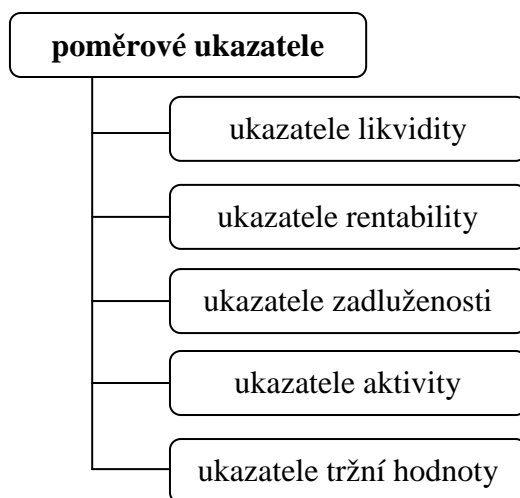 poměrové ukazatele
ukazatele likvidity
ukazatele rentability
ukazatele zadluženosti
ukazatele aktivity
ukazatele tržní hodnoty